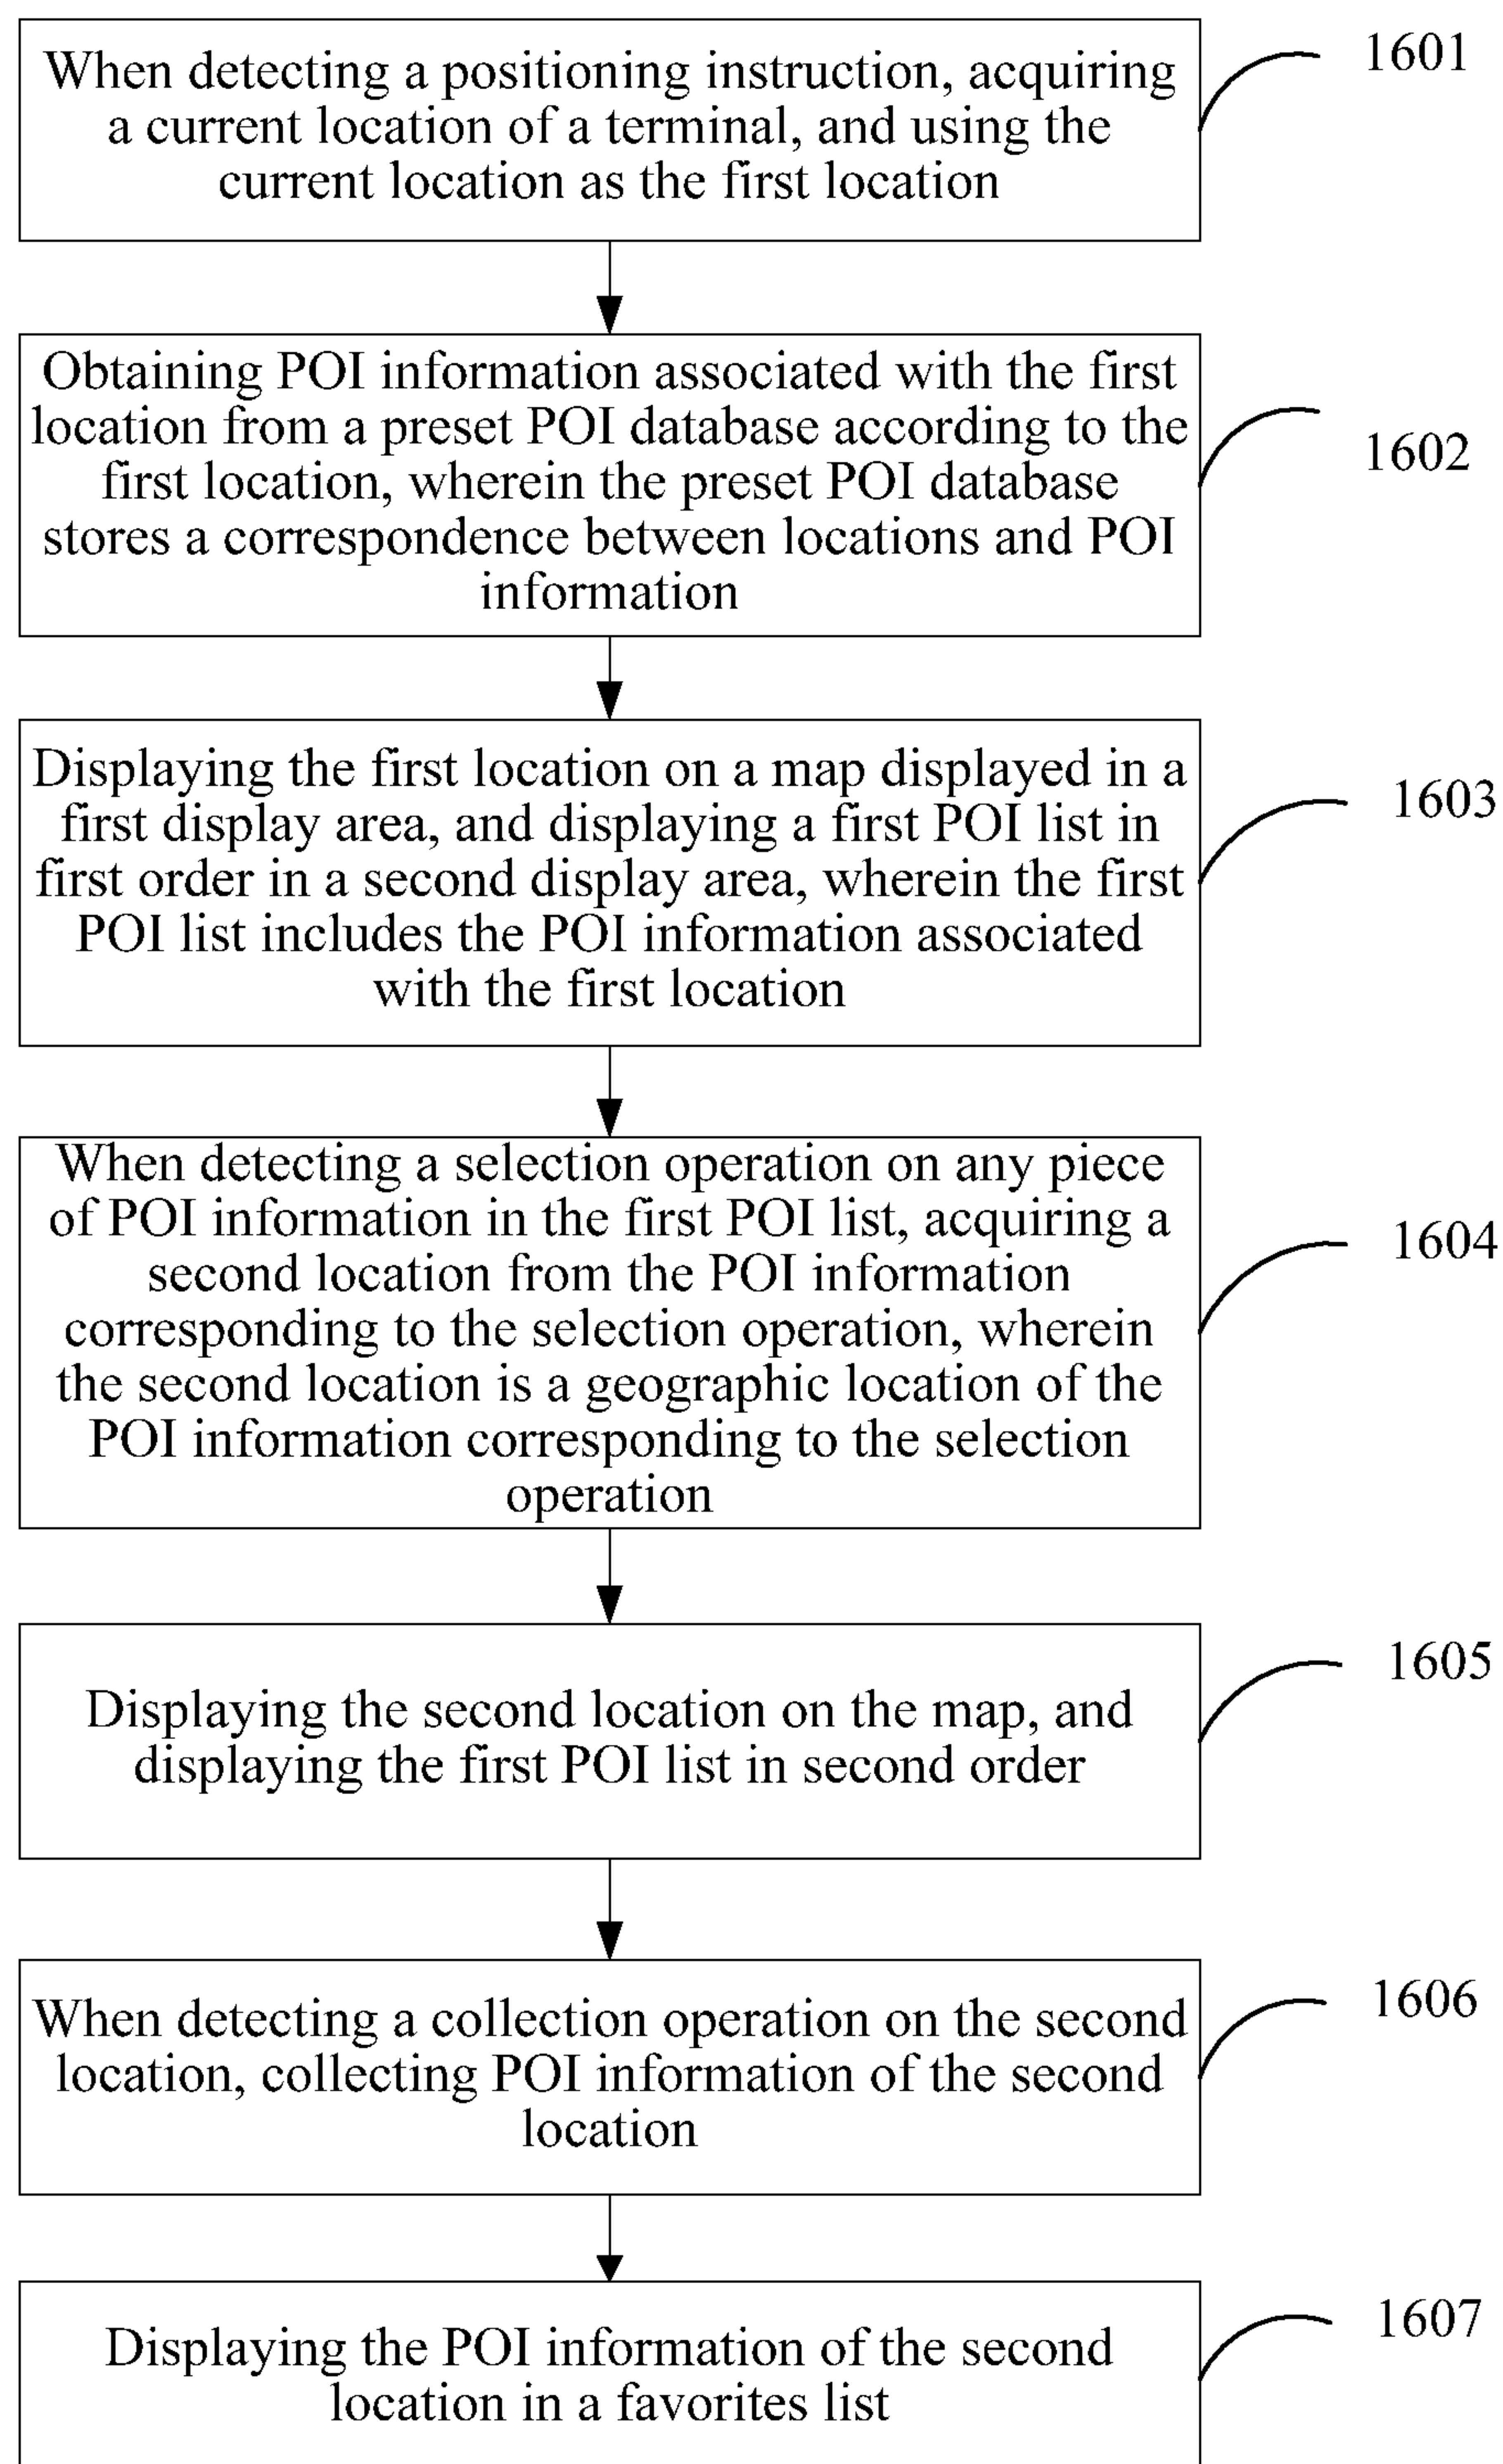 When detecting a positioning instruction, acquiring
a current location of a terminal, and using the
current location as the first location
1601
Obtaining POI information associated with the first
location from a preset POI database according to the
first location, wherein the preset POI database
stores a correspondence between locations and POI
information
1602
Displaying the first location on a map displayed in a
first display area, and displaying a first POI list in
first order in a second display area, wherein the first
POI list includes the POI information associated
with the first location
1603
When detecting a selection operation on any piece
of POI information in the first POI list, acquiring a
second location from the POI information
corresponding to the selection operation, wherein
the second location is a geographic location of the
POI information corresponding to the selection
operation
1604
Displaying the second location on the map, and
displaying the first POI list in second order
1605
When detecting a collection operation on the second
location, collecting POI information of the second
location
1606
Displaying the POI information of the second
location in a favorites list
1607